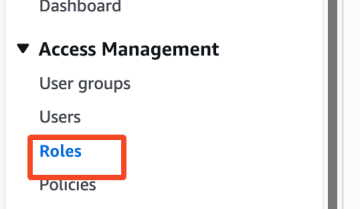 Dashboard
Access Management
User groups
Users
Roles
Policies